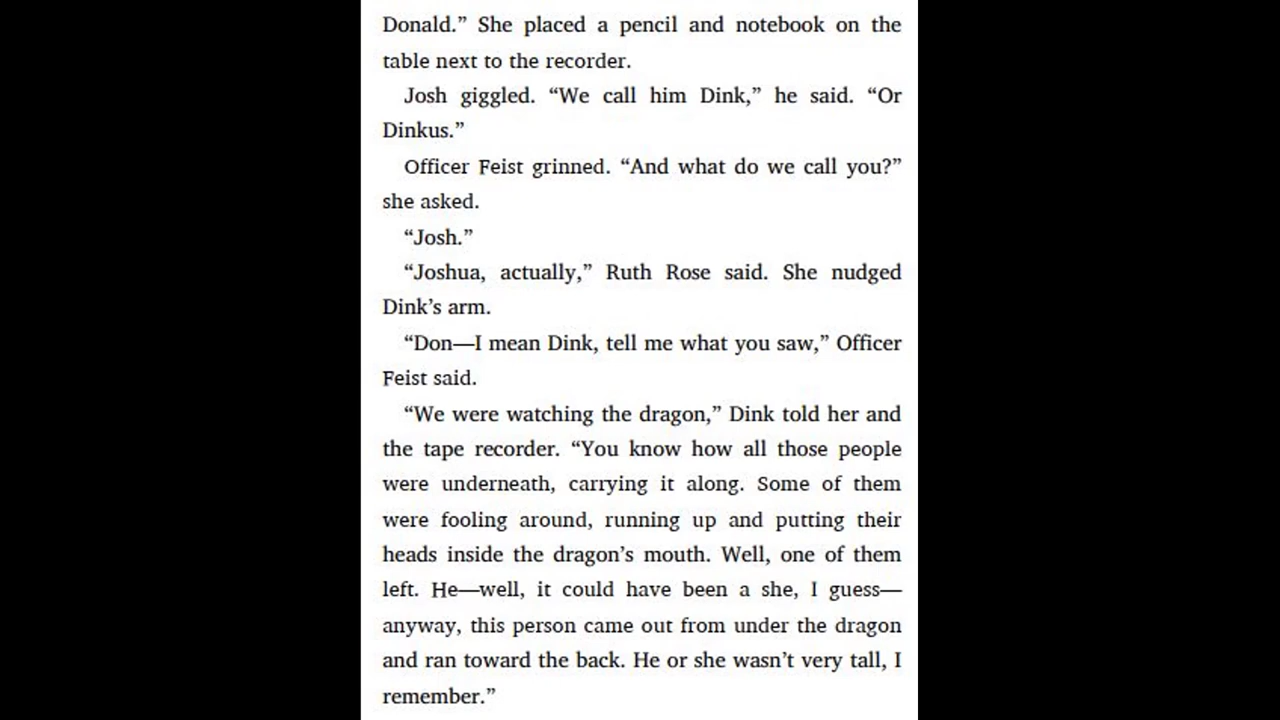 Donald.” She placed a pencil and notebook on the
table next to the recorder.
Josh giggled. “We call him Dink,” he said. “Or
Dinkus.”
Officer Feist grinned. “And what do we call you?”
she asked.
“Josh.”
“Joshua, actually,” Ruth Rose said. She nudged
Dink’s arm.
“Don—I mean Dink, tell me what you saw,” Officer
Feist said.
“We were watching the dragon,” Dink told her and
the tape recorder. “You know how all those people
were underneath, carrying it along. Some of them
were fooling around, running up and putting their
heads inside the dragon’s mouth. Well, one of them
left. He—well, it could have been a she, I guess—
anyway, this person came out from under the dragon
and ran toward the back. He or she wasn’t very tall, I
remember.”